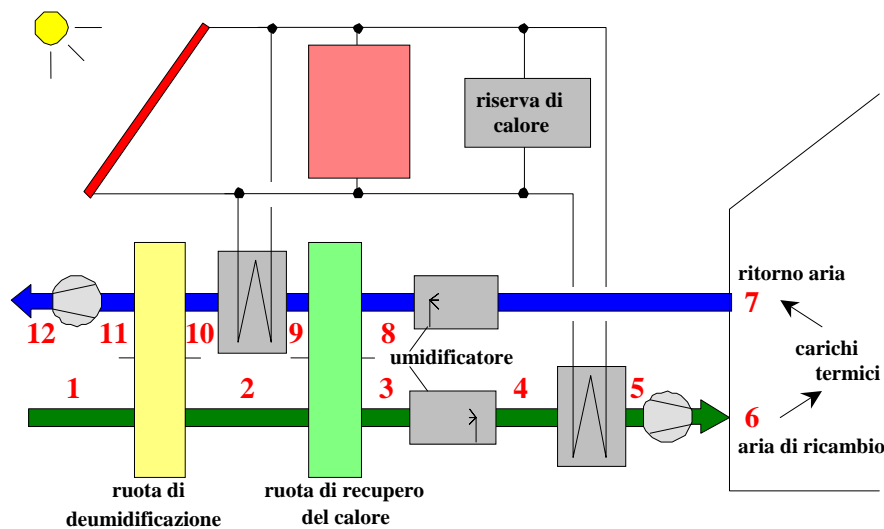 riserva di
calore
ritorno aria
12 11 10 9 8 7
umidificatore
carichi
termici
1 2 3 4 5 6
aria di ricambio
ruota di
deumidificazione
ruota di recupero
del calore